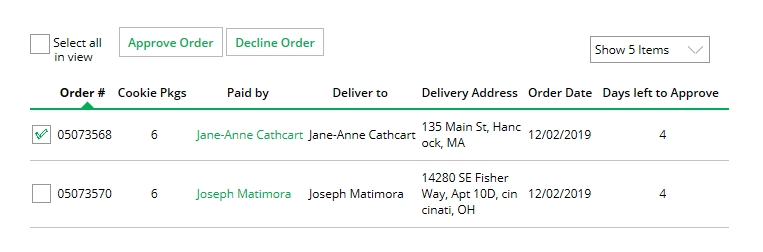 Select all
in view
Approve Order
Decline Order
Show 5 Items
Order # Cookie Pkgs Paid by Deliver to Delivery Address Order Date Days left to Approve
05073568 6 Jane-Anne Cathcart Jane-Anne Cathcart 135 Main St, Hanc
ock, MA 12/02/2019 4
05073570 6 Joseph Matimora Joseph Matimora 14280 SE Fisher
Way, Apt 10D, cin
cinati, OH 12/02/2019 4